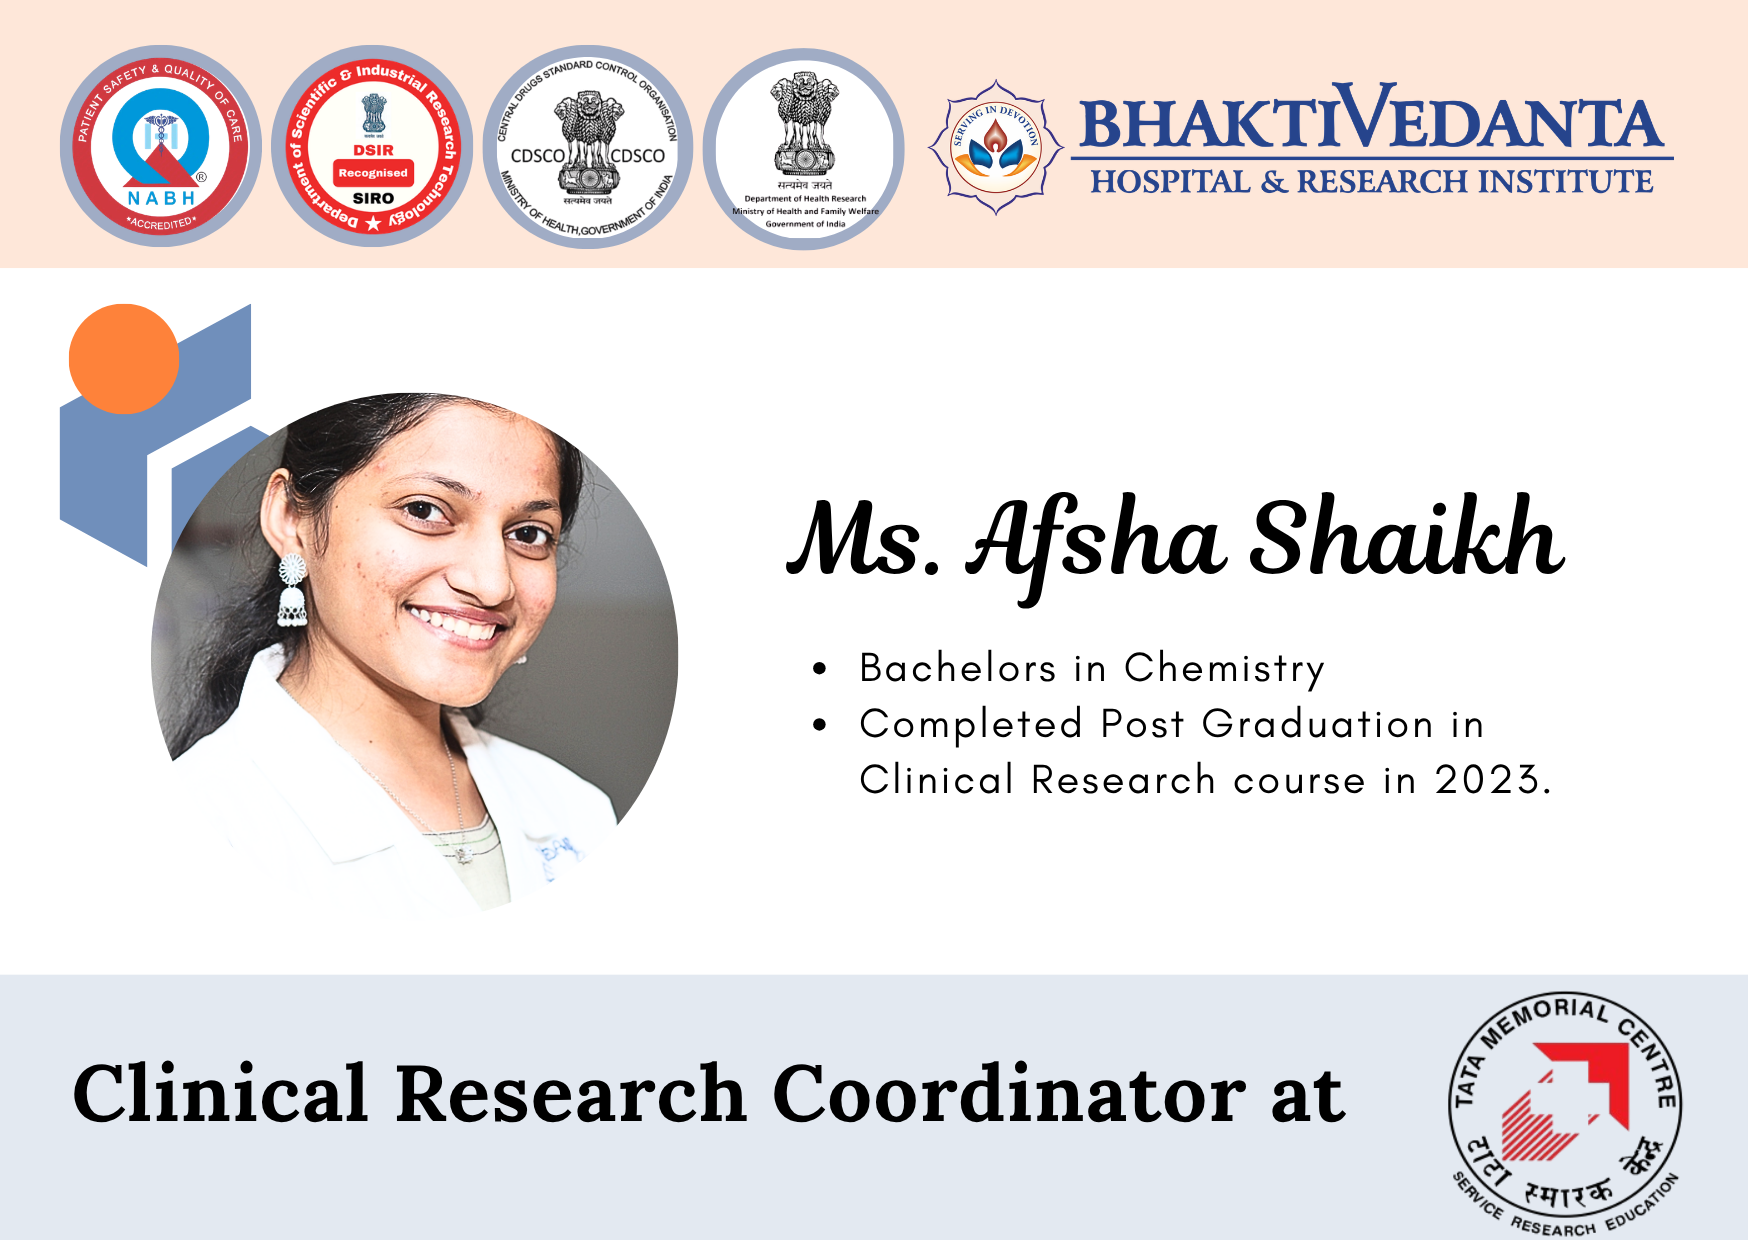 PATIENT SAFETY & QUALITY OF CARE
®
NABH
*ACCREDITED*
Department of Scientific & Industrial Research Technology
DSIR
Recognised
SIRO
CENTRAL DRUGS STANDARD CONTROL ORGANISATION
CDSCO CDSCO
सत्यमेव जयते
MINISTRY OF HEALTH,GOVERNMENT OF INDIA
सत्यमेव जयते
Department of Health Research
Ministry of Health and Family Welfare
Government of India
SERVING IN DEVOTION
BHAKTIVEDANTA
HOSPITAL & RESEARCH INSTITUTE
Ms. Afsha Shaikh
• Bachelors in Chemistry
• Completed Post Graduation in
Clinical Research course in 2023.
Clinical Research Coordinator at
TATA MEMORIAL CENTRE
टाटा स्मारक केन्द्र
SERVICE RESEARCH EDUCATION